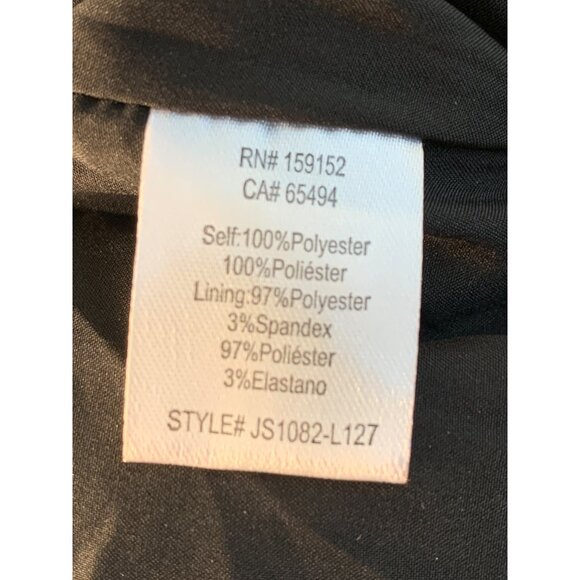 RN# 159152
CA# 65494
Self:100%Polyester
100%Poliéster
Lining:97%Polyester
3%Spandex
97%Poliéster
3%Elastano
STYLE# JS1082-L127